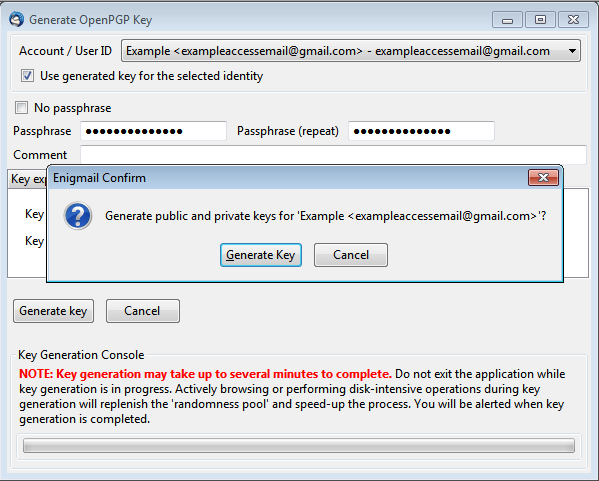 Generate OpenPGP Key
Account / User ID Example <exampleaccessemail@gmail.com> - exampleaccessemail@gmail.com
Use generated key for the selected identity
No passphrase
Passphrase •••••••••••••• Passphrase (repeat) ••••••••••••••
Comment
Key exp
Enigmail Confirm
Key
Generate public and private keys for 'Example <exampleaccessemail@gmail.com>'?
Key
Generate Key Cancel
Generate key Cancel
Key Generation Console
NOTE: Key generation may take up to several minutes to complete. Do not exit the application while
key generation is in progress. Actively browsing or performing disk-intensive operations during key
generation will replenish the 'randomness pool' and speed-up the process. You will be alerted when key
generation is completed.